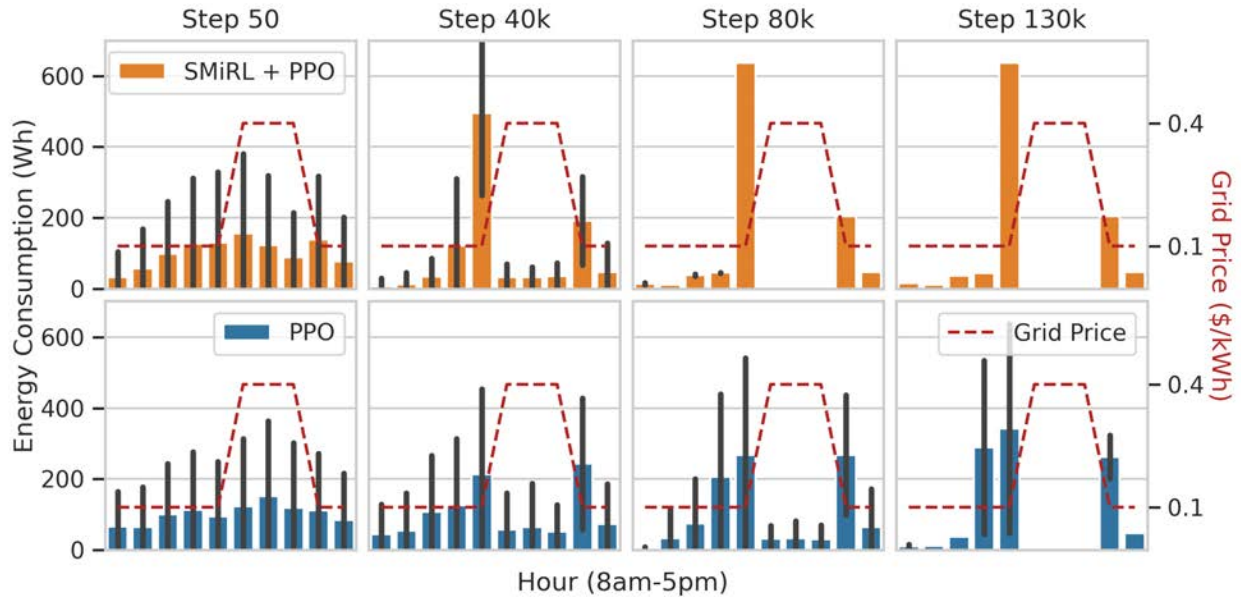 Step 50
Step 40k
Step 80k
Step 130k
600
400
200
0
SMiRL + PPO
0.4
0.1
600
400
200
0
PPO
Grid Price
0.4
0.1
Energy Consumption (Wh)
Grid Price ($/kWh)
Hour (8am-5pm)